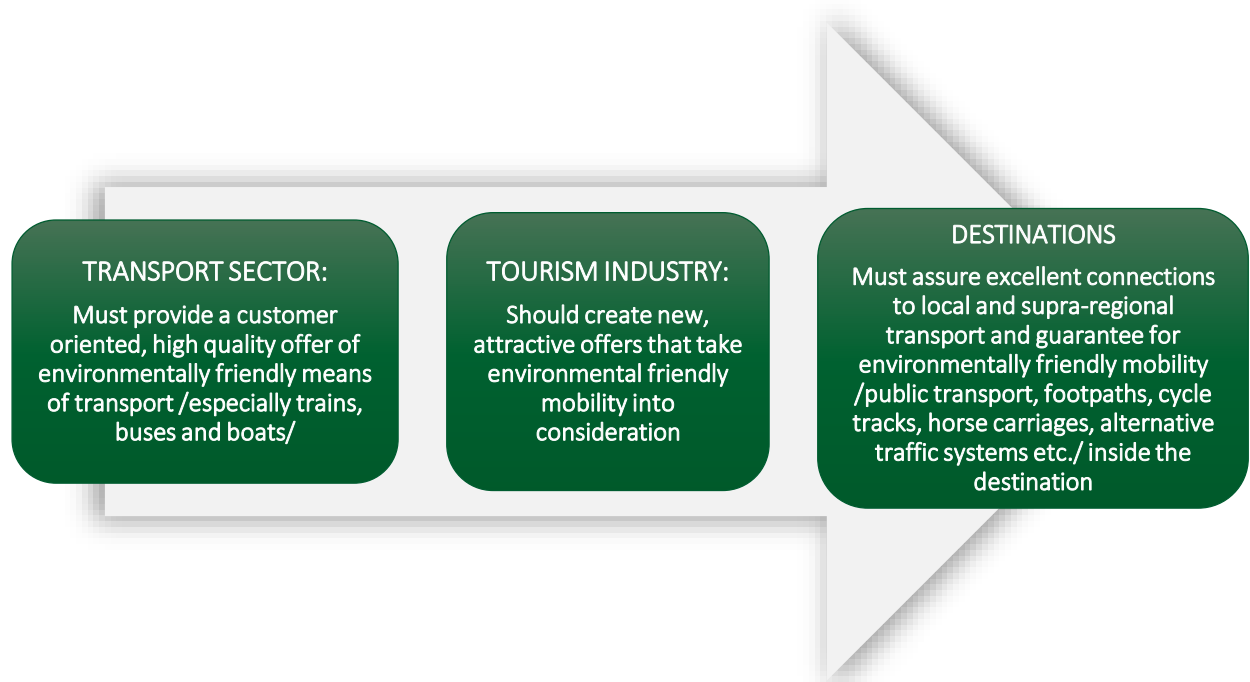 TRANSPORT SECTOR:
Must provide a customer
oriented, high quality offer of
environmentally friendly means
of transport /especially trains,
buses and boats/
TOURISM INDUSTRY:
Should create new,
attractive offers that take
environmental friendly
mobility into
consideration
DESTINATIONS
Must assure excellent connections
to local and supra-regional
transport and guarantee for
environmentally friendly mobility
/public transport, footpaths, cycle
tracks, horse carriages, alternative
traffic systems etc./ inside the
destination